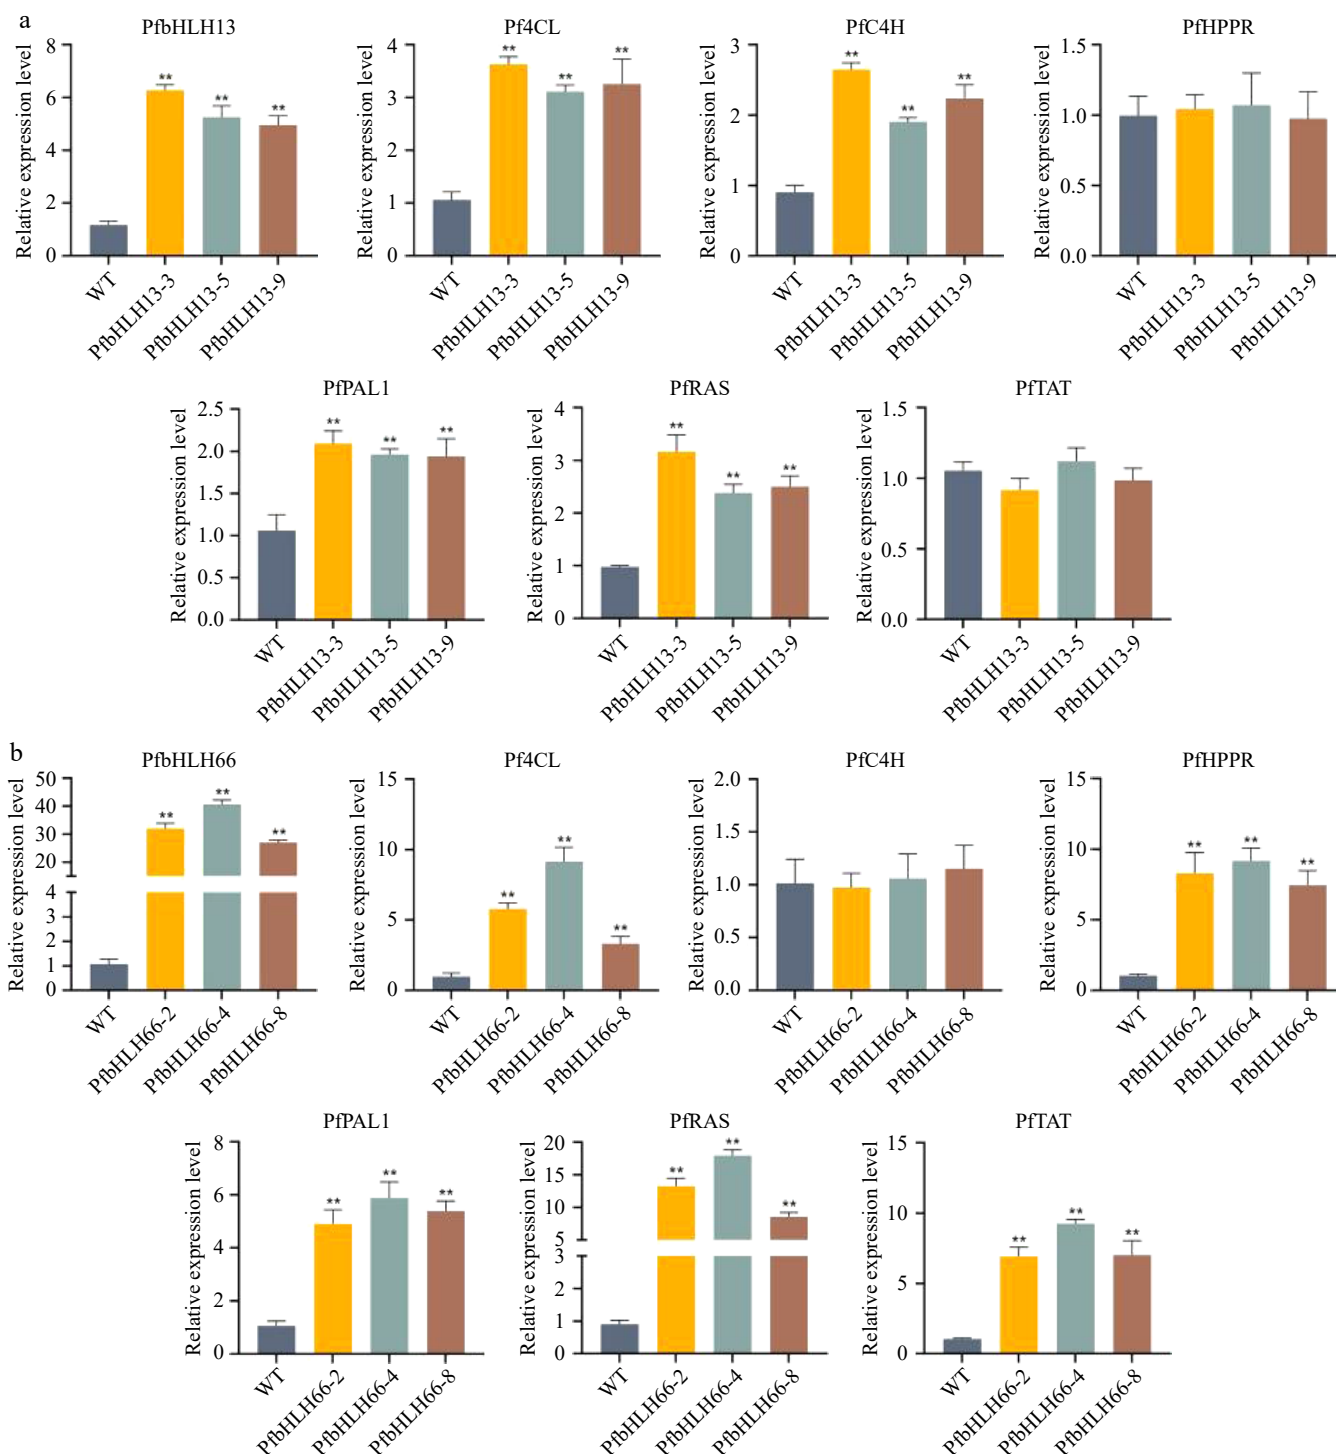 a
PfbHLH13
Relative expression level
8
6
4
2
0
**
**
**
WT
PfbHLH13-3
PfbHLH13-5
PfbHLH13-9
Pf4CL
Relative expression level
4
3
2
1
0
**
**
**
WT
PfbHLH13-3
PfbHLH13-5
PfbHLH13-9
PfC4H
Relative expression level
3
2
1
0
**
**
**
WT
PfbHLH13-3
PfbHLH13-5
PfbHLH13-9
PfHPPR
Relative expression level
1.5
1.0
0.5
0.0
WT
PfbHLH13-3
PfbHLH13-5
PfbHLH13-9
PfPAL1
Relative expression level
2.5
2.0
1.5
1.0
0.5
0.0
**
**
**
WT
PfbHLH13-3
PfbHLH13-5
PfbHLH13-9
PfRAS
Relative expression level
4
3
2
1
0
**
**
**
WT
PfbHLH13-3
PfbHLH13-5
PfbHLH13-9
PfTAT
Relative expression level
1.5
1.0
0.5
0.0
WT
PfbHLH13-3
PfbHLH13-5
PfbHLH13-9
b
PfbHLH66
Relative expression level
50
40
30
20
4
3
2
1
0
**
**
**
WT
PfbHLH66-2
PfbHLH66-4
PfbHLH66-8
Pf4CL
Relative expression level
15
10
5
0
**
**
**
WT
PfbHLH66-2
PfbHLH66-4
PfbHLH66-8
PfC4H
Relative expression level
2.0
1.5
1.0
0.5
0.0
WT
PfbHLH66-2
PfbHLH66-4
PfbHLH66-8
PfHPPR
Relative expression level
15
10
5
0
**
**
**
WT
PfbHLH66-2
PfbHLH66-4
PfbHLH66-8
PfPAL1
Relative expression level
8
6
4
2
0
**
**
**
WT
PfbHLH66-2
PfbHLH66-4
PfbHLH66-8
PfRAS
Relative expression level
20
15
10
5
3
2
1
0
**
**
**
WT
PfbHLH66-2
PfbHLH66-4
PfbHLH66-8
PfTAT
Relative expression level
15
10
5
0
**
**
**
WT
PfbHLH66-2
PfbHLH66-4
PfbHLH66-8